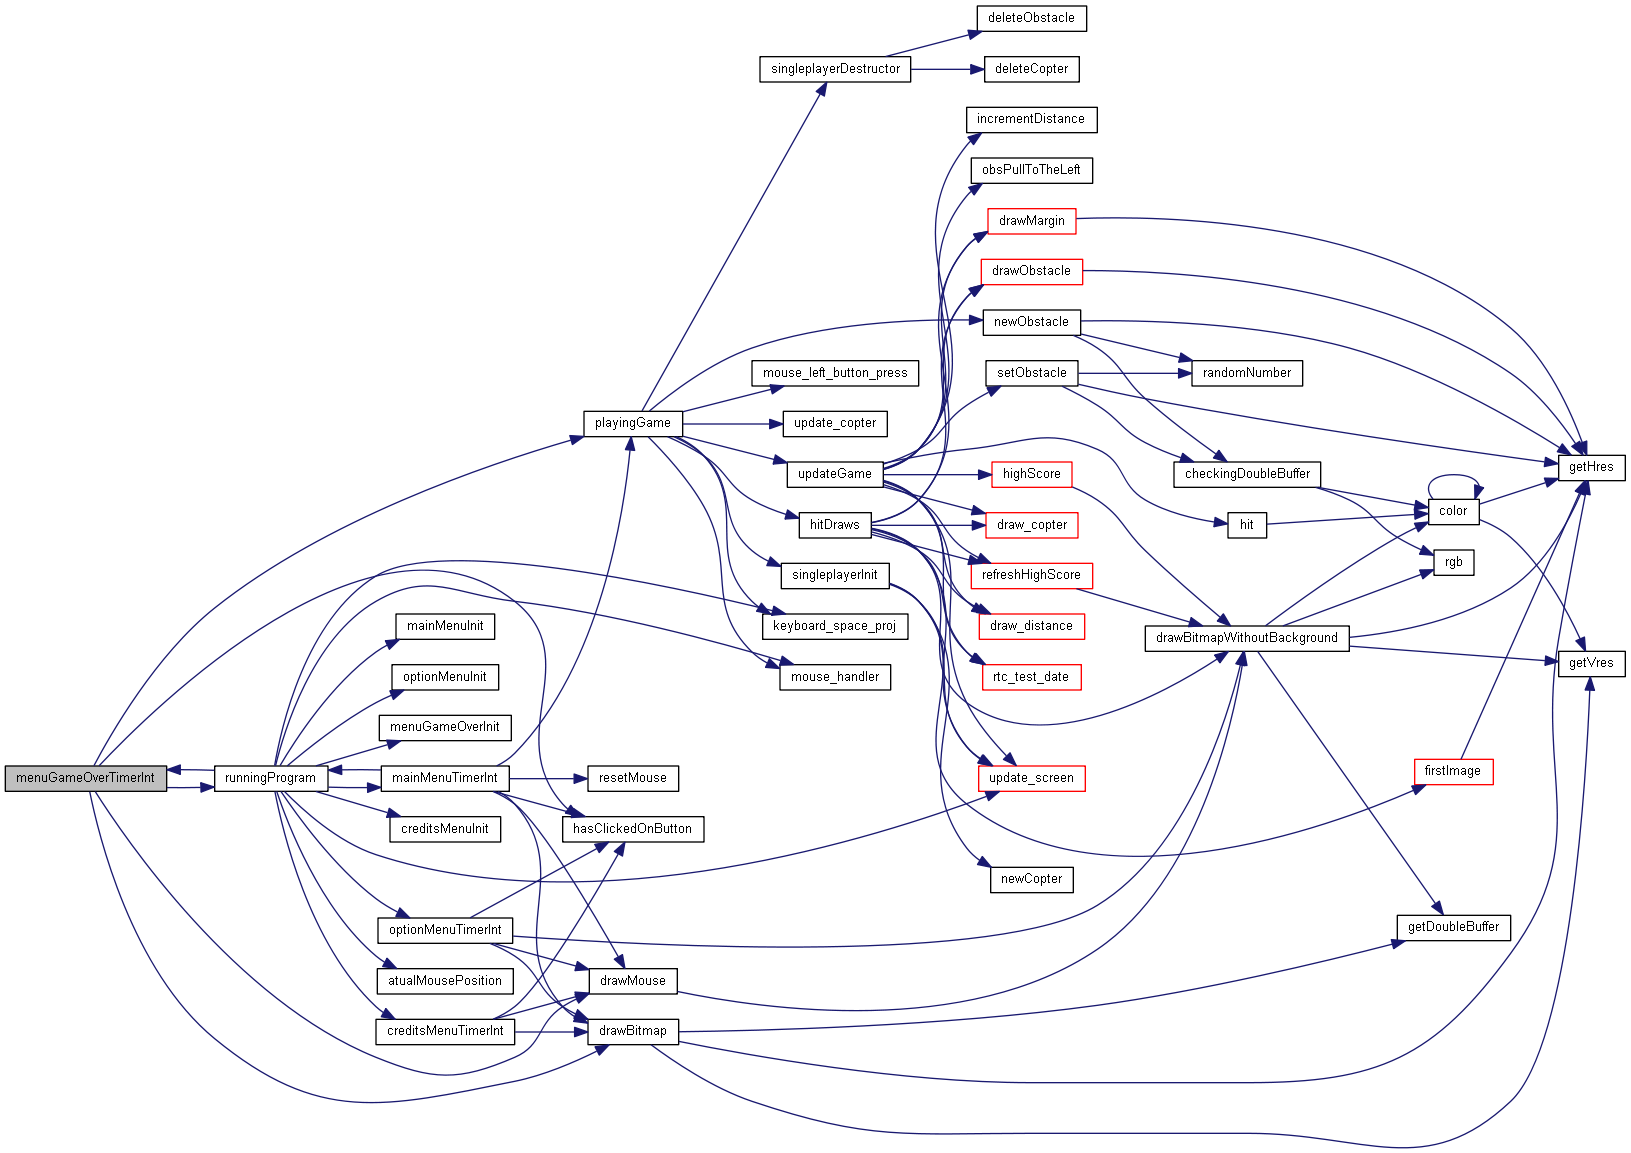 deleteObstacle
singleplayerDestructor
deleteCopter
incrementDistance
obsPullToTheLeft
drawMargin
drawObstacle
newObstacle
mouse_left_button_press
setObstacle
randomNumber
playingGame
update_copter
updateGame
highScore
checkingDoubleBuffer
getHres
hitDraws
draw_copter
hit
color
singleplayerInit
refreshHighScore
rgb
mainMenuInit
keyboard_space_proj
draw_distance
drawBitmapWithoutBackground
optionMenuInit
mouse_handler
rtc_test_date
getVres
menuGameOverInit
menuGameOverTimerInt
runningProgram
mainMenuTimerInt
resetMouse
update_screen
firstImage
creditsMenuInit
hasClickedOnButton
newCopter
optionMenuTimerInt
getDoubleBuffer
atualMousePosition
drawMouse
creditsMenuTimerInt
drawBitmap